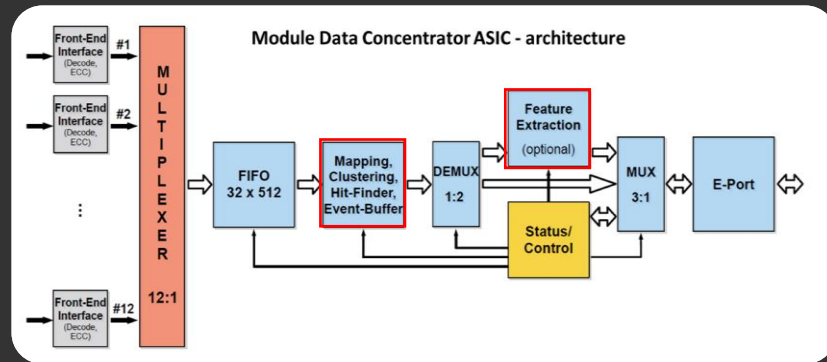 Module Data Concentrator ASIC - architecture
Front-End
Interface
(Decode,
ECC)
#1
Front-End
Interface
(Decode,
ECC)
#2
⋮
Front-End
Interface
(Decode,
ECC)
#12
M
U
L
T
I
P
L
E
X
E
R
12:1
FIFO
32 x 512
Mapping,
Clustering,
Hit-Finder,
Event-Buffer
DEMUX
1:2
Feature
Extraction
(optional)
Status/
Control
MUX
3:1
E-Port